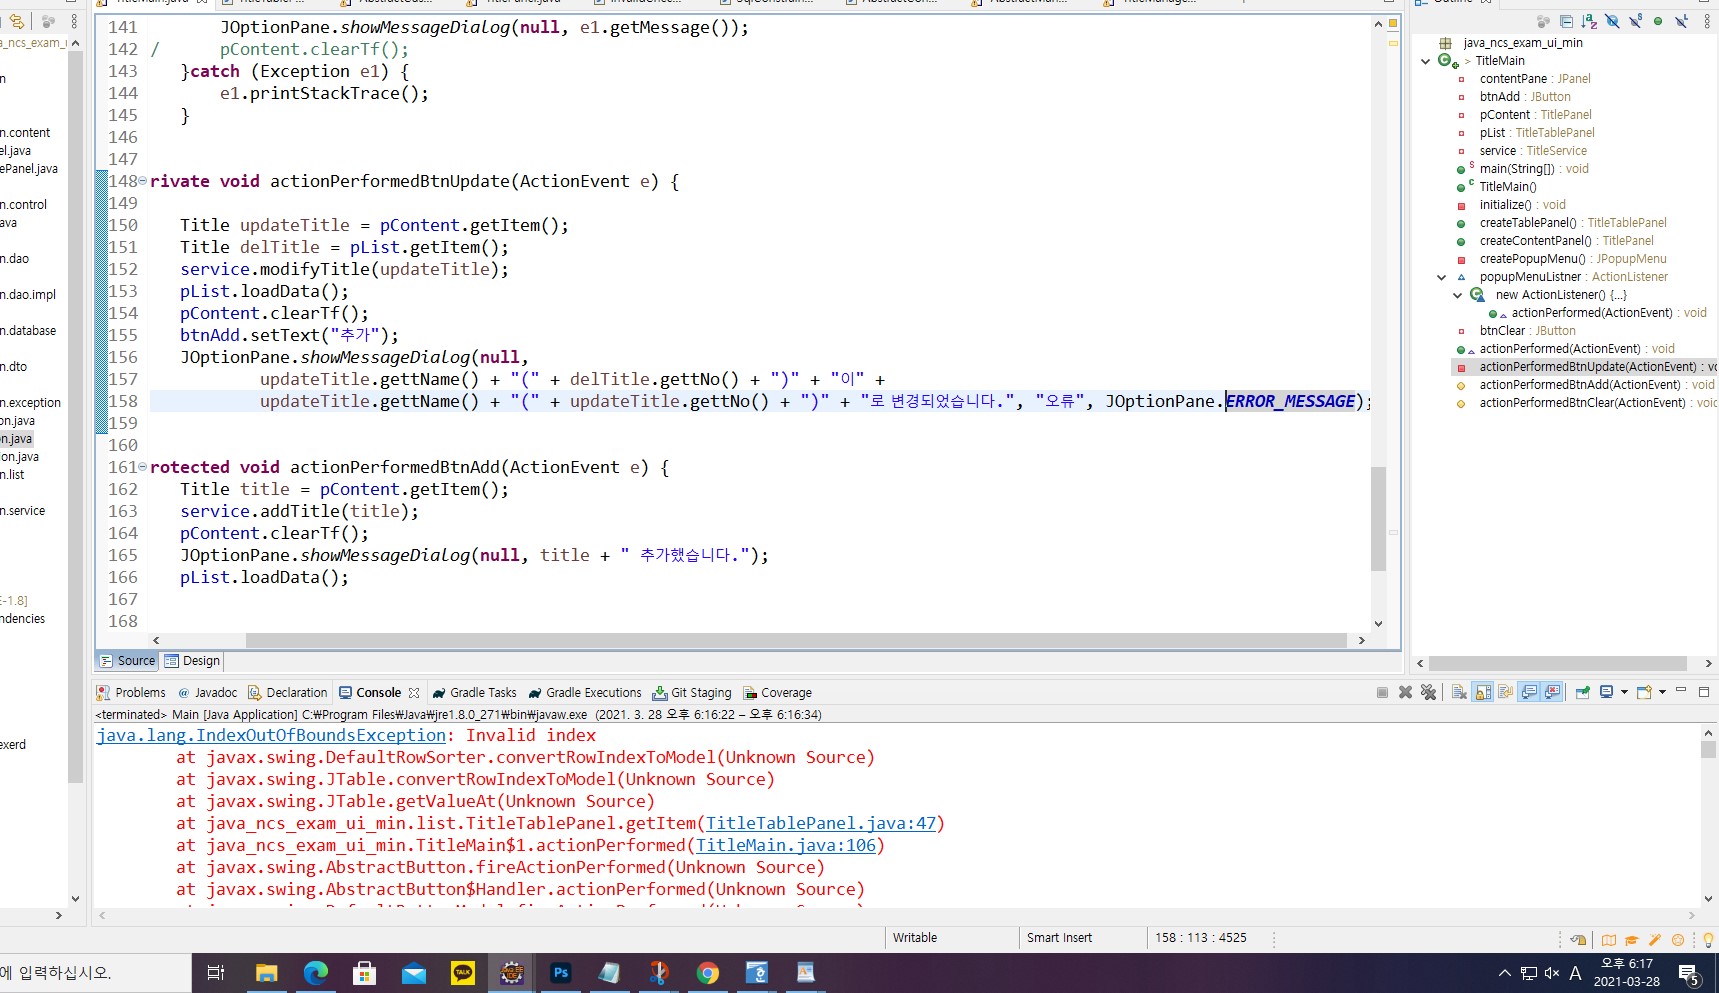 TitleMain.java
141 JOptionPane.showMessageDialog(null, e1.getMessage());
142 / pContent.clearTf();
143 }catch (Exception e1) {
144 e1.printStackTrace();
145 }
146
147
148 rivate void actionPerformedBtnUpdate(ActionEvent e) {
149
150 Title updateTitle = pContent.getItem();
151 Title delTitle = pList.getItem();
152 service.modifyTitle(updateTitle);
153 pList.loadData();
154 pContent.clearTf();
155 btnAdd.setText("추가");
156 JOptionPane.showMessageDialog(null,
157 updateTitle.gettName() + "(" + delTitle.gettNo() + ")" + "이" +
158 updateTitle.gettName() + "(" + updateTitle.gettNo() + ")" + "로 변경되었습니다.", "오류", JOptionPane.ERROR_MESSAGE);
159
160
161 rotected void actionPerformedBtnAdd(ActionEvent e) {
162 Title title = pContent.getItem();
163 service.addTitle(title);
164 pContent.clearTf();
165 JOptionPane.showMessageDialog(null, title + " 추가했습니다.");
166 pList.loadData();
167
168
Source Design
a_ncs_exam_u
n
n.content
el.java
ePanel.java
n.control
ava
n.dao
n.dao.impl
n.database
n.dto
n.exception
on.java
on.java
ion.java
n.list
n.service
E-1.8]
ndencies
exerd
Outline
java_ncs_exam_ui_min
> TitleMain
contentPane : JPanel
btnAdd : JButton
pContent : TitlePanel
pList : TitleTablePanel
service : TitleService
main(String[]) : void
TitleMain()
initialize() : void
createTablePanel() : TitleTablePanel
createContentPanel() : TitlePanel
createPopupMenu() : JPopupMenu
popupMenuListner : ActionListener
new ActionListener() {...}
actionPerformed(ActionEvent) : void
btnClear : JButton
actionPerformed(ActionEvent) : void
actionPerformedBtnUpdate(ActionEvent) : vo
actionPerformedBtnAdd(ActionEvent) : void
actionPerformedBtnClear(ActionEvent) : voic
Problems @ Javadoc Declaration Console Gradle Tasks Gradle Executions Git Staging Coverage
<terminated> Main [Java Application] C:₩Program Files₩Java₩jre1.8.0_271₩bin₩javaw.exe (2021. 3. 28 오후 6:16:22 – 오후 6:16:34)
java.lang.IndexOutOfBoundsException: Invalid index
at javax.swing.DefaultRowSorter.convertRowIndexToModel(Unknown Source)
at javax.swing.JTable.convertRowIndexToModel(Unknown Source)
at javax.swing.JTable.getValueAt(Unknown Source)
at java_ncs_exam_ui_min.list.TitleTablePanel.getItem(TitleTablePanel.java:47)
at java_ncs_exam_ui_min.TitleMain$1.actionPerformed(TitleMain.java:106)
at javax.swing.AbstractButton.fireActionPerformed(Unknown Source)
at javax.swing.AbstractButton$Handler.actionPerformed(Unknown Source)
Writable Smart Insert 158 : 113 : 4525
에 입력하십시오.
TALK
Ps
A
오후 6:17
2021-03-28
5